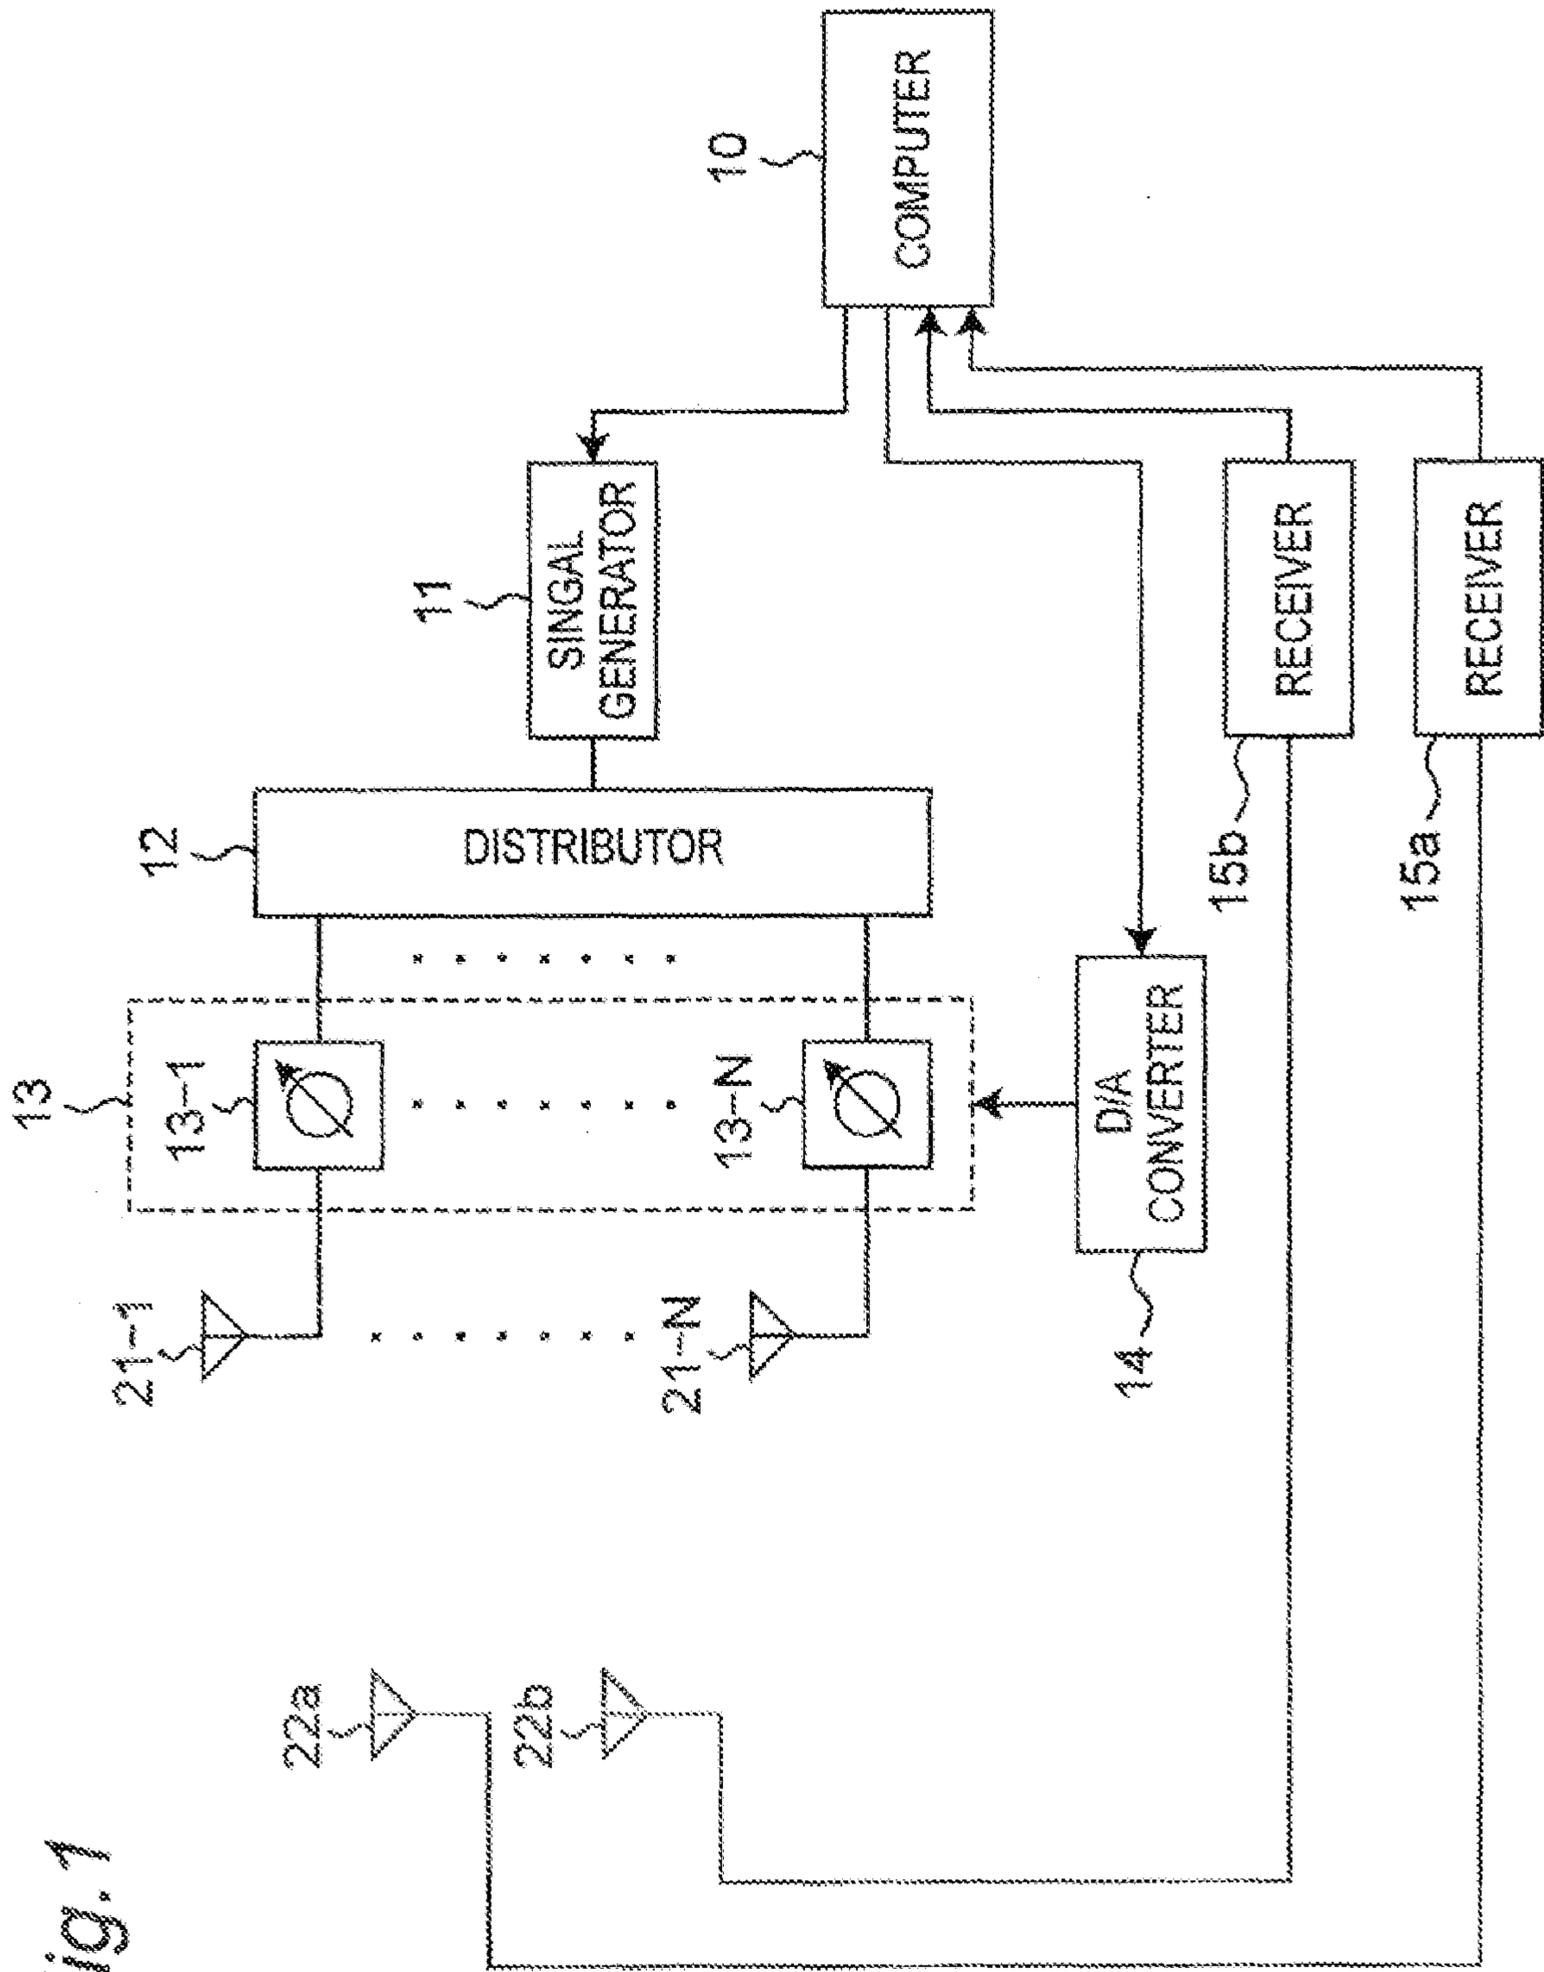 ig.1
13
13-1
13-N
12
DISTRIBUTOR
11
SINGAL
GENERATOR
10
COMPUTER
21-1
21-N
22a
22b
14
D/A
CONVERTER
15b
RECEIVER
15a
RECEIVER